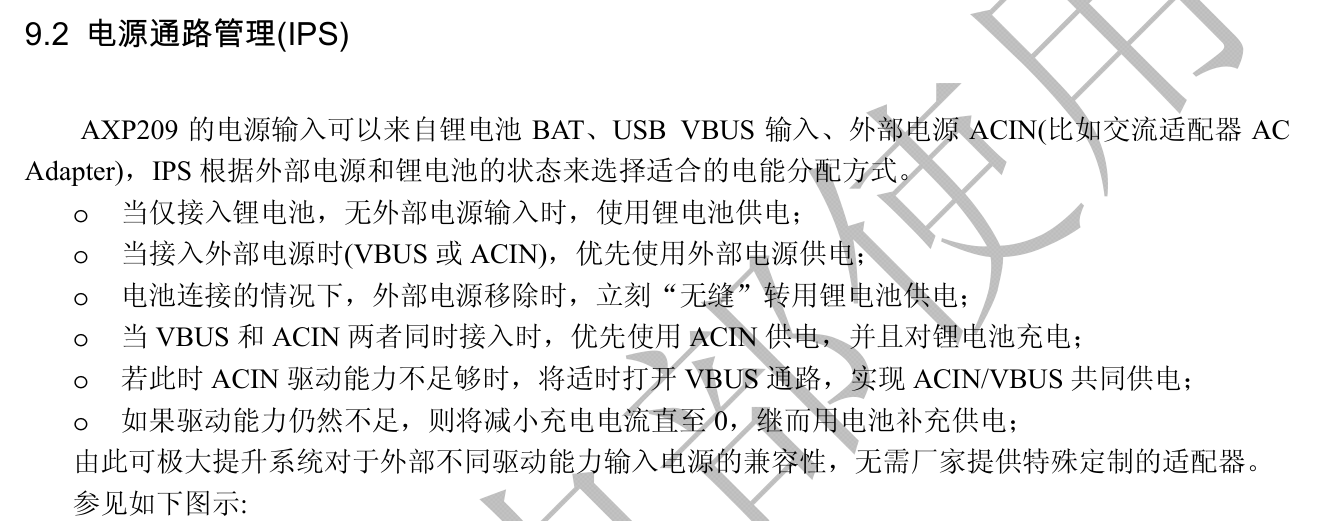 9.2 电源通路管理(IPS)
AXP209 的电源输入可以来自锂电池 BAT、USB VBUS 输入、外部电源 ACIN(比如交流适配器 AC
Adapter)，IPS 根据外部电源和锂电池的状态来选择适合的电能分配方式。
o 当仅接入锂电池，无外部电源输入时，使用锂电池供电；
o 当接入外部电源时(VBUS 或 ACIN)，优先使用外部电源供电；
o 电池连接的情况下，外部电源移除时，立刻“无缝”转用锂电池供电；
o 当 VBUS 和 ACIN 两者同时接入时，优先使用 ACIN 供电，并且对锂电池充电；
o 若此时 ACIN 驱动能力不足够时，将适时打开 VBUS 通路，实现 ACIN/VBUS 共同供电；
o 如果驱动能力仍然不足，则将减小充电电流直至 0，继而用电池补充供电；
由此可极大提升系统对于外部不同驱动能力输入电源的兼容性，无需厂家提供特殊定制的适配器。
参见如下图示:
部使用